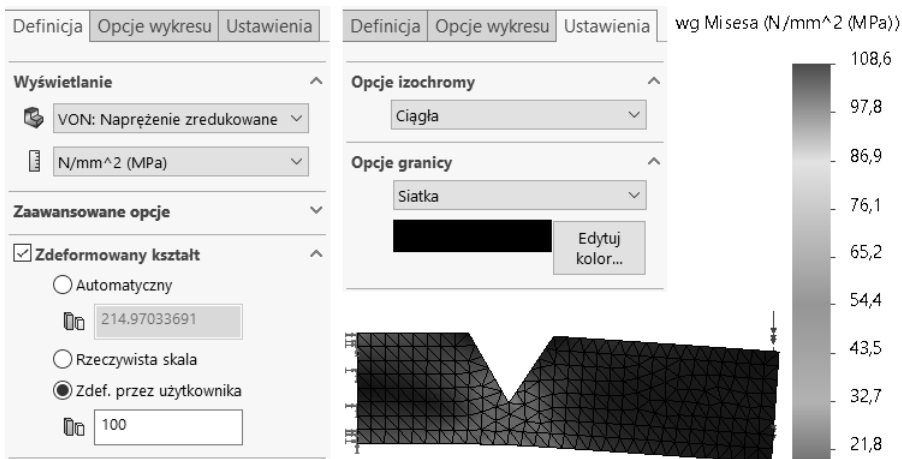 Definicja Opcje wykresu Ustawienia
Wyświetlanie
VON: Naprężenie zredukowane
N/mm^2 (MPa)
Zaawansowane opcje
Zdeformowany kształt
Automatyczny
214.97033691
Rzeczywista skala
Zdef. przez użytkownika
100
Definicja Opcje wykresu Ustawienia
Opcje izochromy
Ciągła
Opcje granicy
Siatka
Edytuj
kolor...
wg Misesa (N/mm^2 (MPa))
108,6
97,8
86,9
76,1
65,2
54,4
43,5
32,7
21,8